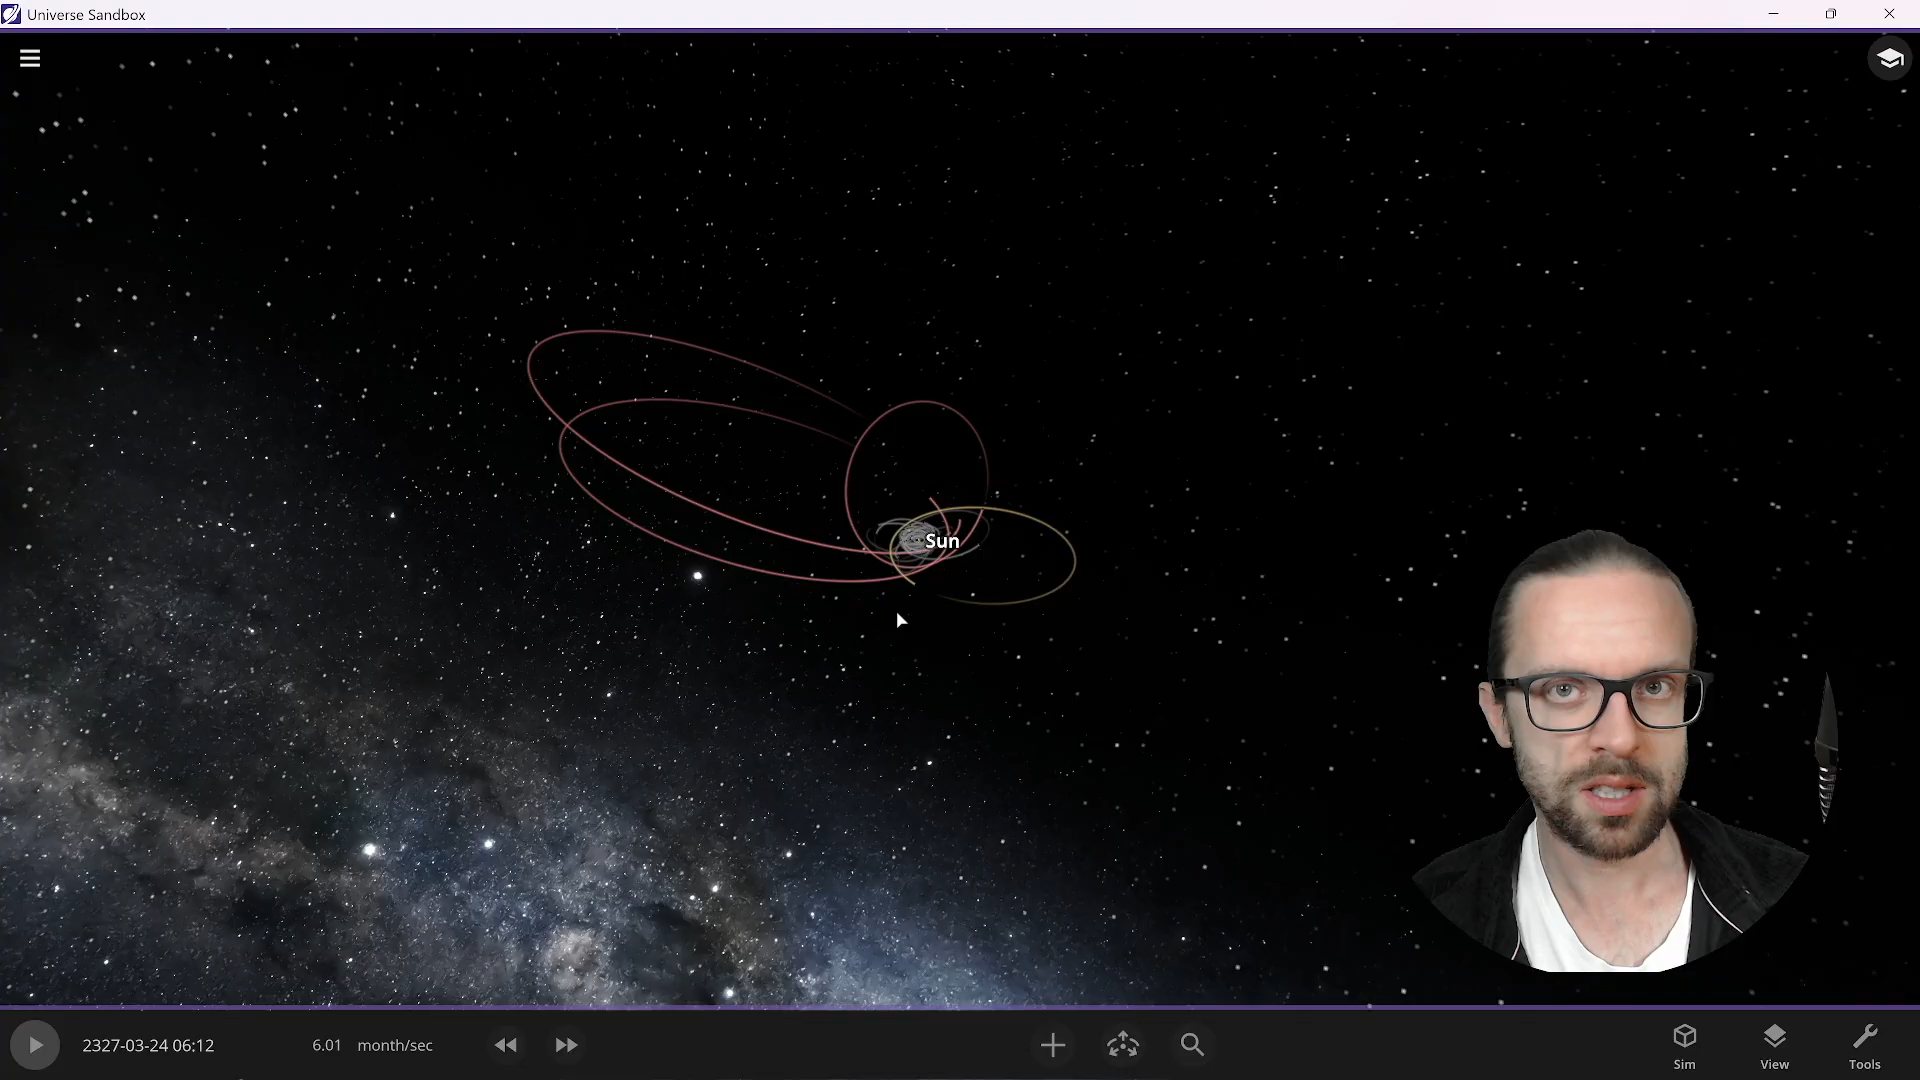 Universe Sandbox
Sun
2327-03-24 06:12
6.01 month/sec
Sim
View
Tools